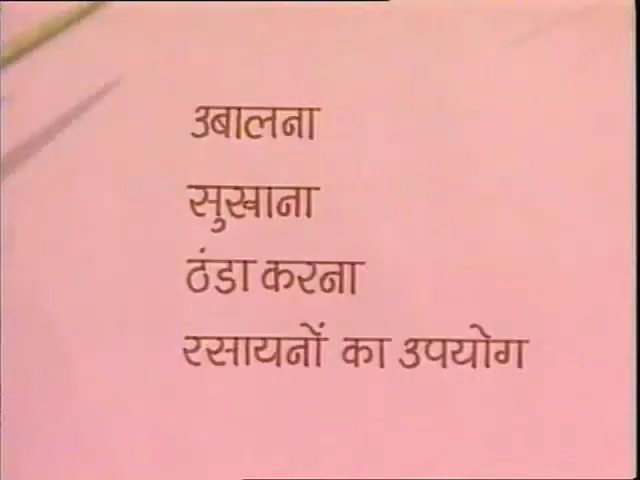 उबालना
सुखाना
ठंडा करना
रसायनों का उपयोग